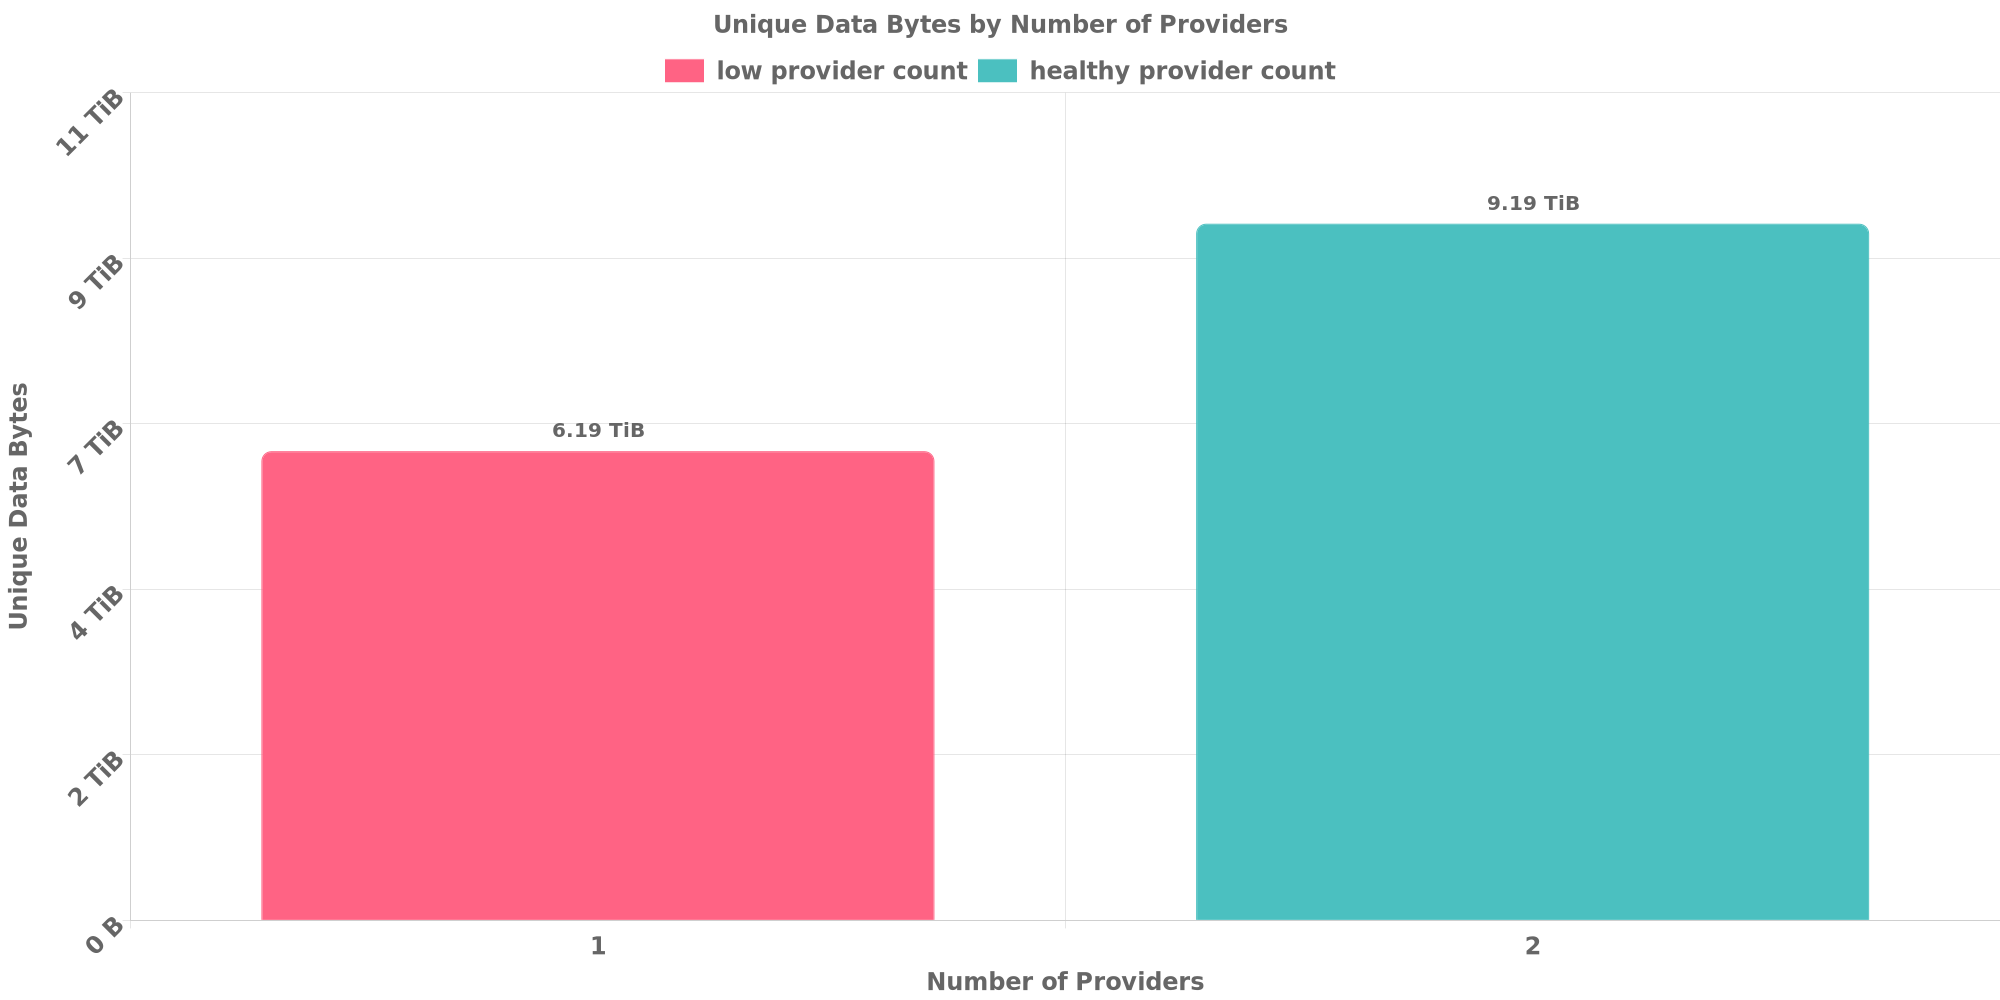 Unique Data Bytes by Number of Providers
low provider count
healthy provider count
11 TiB
9 TiB
7 TiB
4 TiB
2 TiB
0 B
Unique Data Bytes
6.19 TiB
9.19 TiB
1
2
Number of Providers